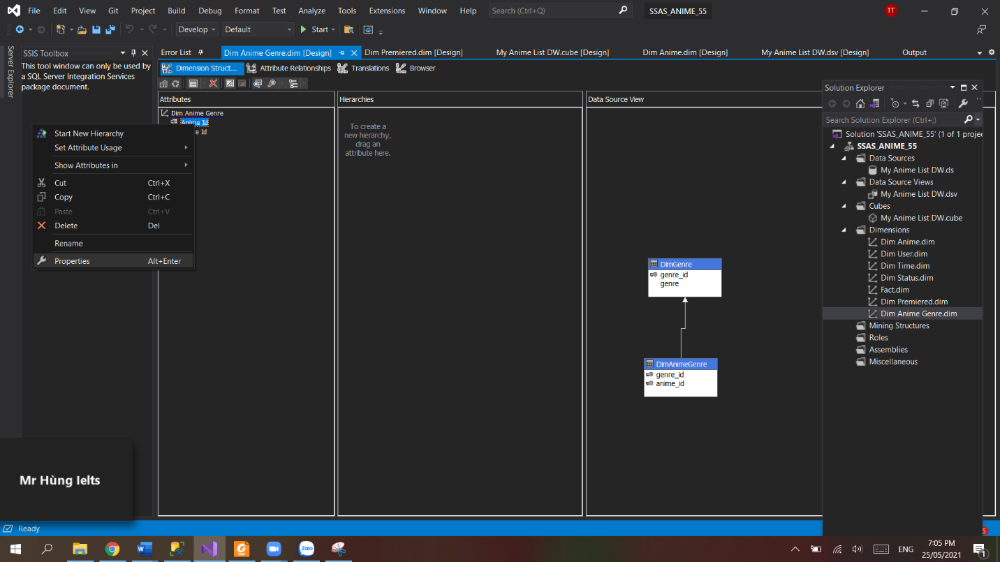 File Edit View Git Project Build Debug Format Test Analyze Tools Extensions Window Help Search (Ctrl+Q) SSAS_ANIME_55 TT
Develop Default Start
Server Explorer
SSIS Toolbox
This tool window can only be used by
a SQL Server Integration Services
package document.
Error List Dim Anime Genre.dim [Design] Dim Premiered.dim [Design] My Anime List DW.cube [Design] Dim Anime.dim [Design] My Anime List DW.dsv [Design] Output
Dimension Struct... Attribute Relationships Translations Browser
Attributes
Dim Anime Genre
Anime Id
e Id
Start New Hierarchy
Set Attribute Usage
Show Attributes in
Cut Ctrl+X
Copy Ctrl+C
Paste Ctrl+V
Delete Del
Rename
Properties Alt+Enter
Hierarchies
To create a
new hierarchy,
drag an
attribute here.
Data Source View
DimGenre
genre_id
genre
DimAnimeGenre
genre_id
anime_id
Solution Explorer
Search Solution Explorer (Ctrl+;)
Solution 'SSAS_ANIME_55' (1 of 1 projec
SSAS_ANIME_55
Data Sources
My Anime List DW.ds
Data Source Views
My Anime List DW.dsv
Cubes
My Anime List DW.cube
Dimensions
Dim Anime.dim
Dim User.dim
Dim Time.dim
Dim Status.dim
Fact.dim
Dim Premiered.dim
Dim Anime Genre.dim
Mining Structures
Roles
Assemblies
Miscellaneous
Mr Hùng Ielts
Ready
Zalo
ENG
7:05 PM
25/05/2021
1